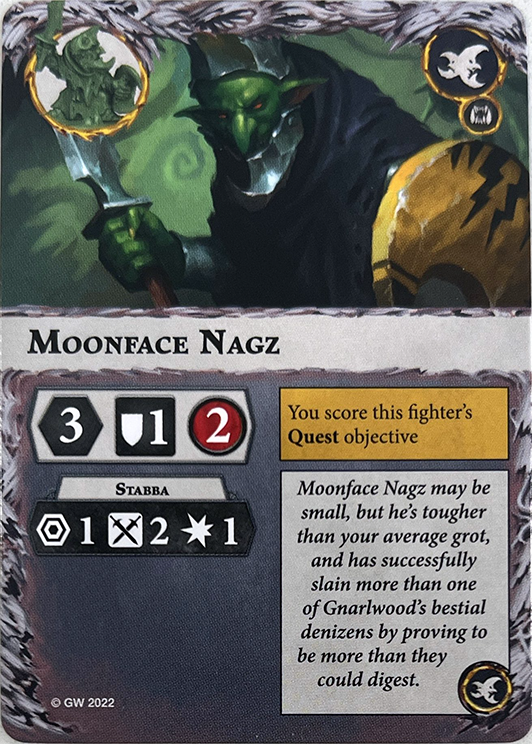 Moonface Nagz
3 1 2
You score this fighter's
Quest objective
Stabba
1 2 1
Moonface Nagz may be
small, but he's tougher
than your average grot,
and has successfully
slain more than one
of Gnarlwood's bestial
denizens by proving to
be more than they
could digest.
© GW 2022